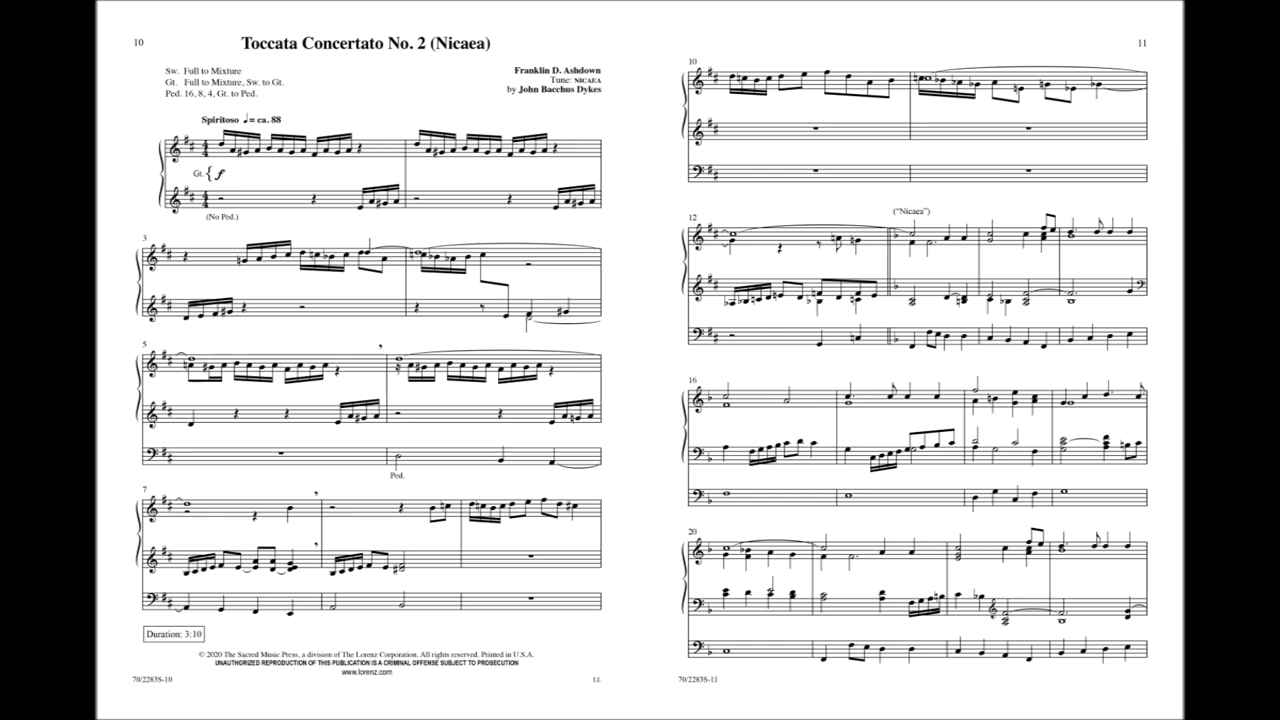 10
Toccata Concertato No. 2 (Nicaea)
Sw. Full to Mixture
Gt. Full to Mixture, Sw. to Gt.
Ped. 16, 8, 4, Gt. to Ped.
Franklin D. Ashdown
Tune: NICAEA
by John Bacchus Dykes
Spiritoso ♩= ca. 88
Gt.
f
(No Ped.)
3
5
Ped.
7
Duration: 3:10
© 2020 The Sacred Music Press, a division of The Lorenz Corporation. All rights reserved. Printed in U.S.A.
UNAUTHORIZED REPRODUCTION OF THIS PUBLICATION IS A CRIMINAL OFFENSE SUBJECT TO PROSECUTION
www.lorenz.com
70/2283S-10
11
10
12
("Nicaea")
16
20
70/2283S-11